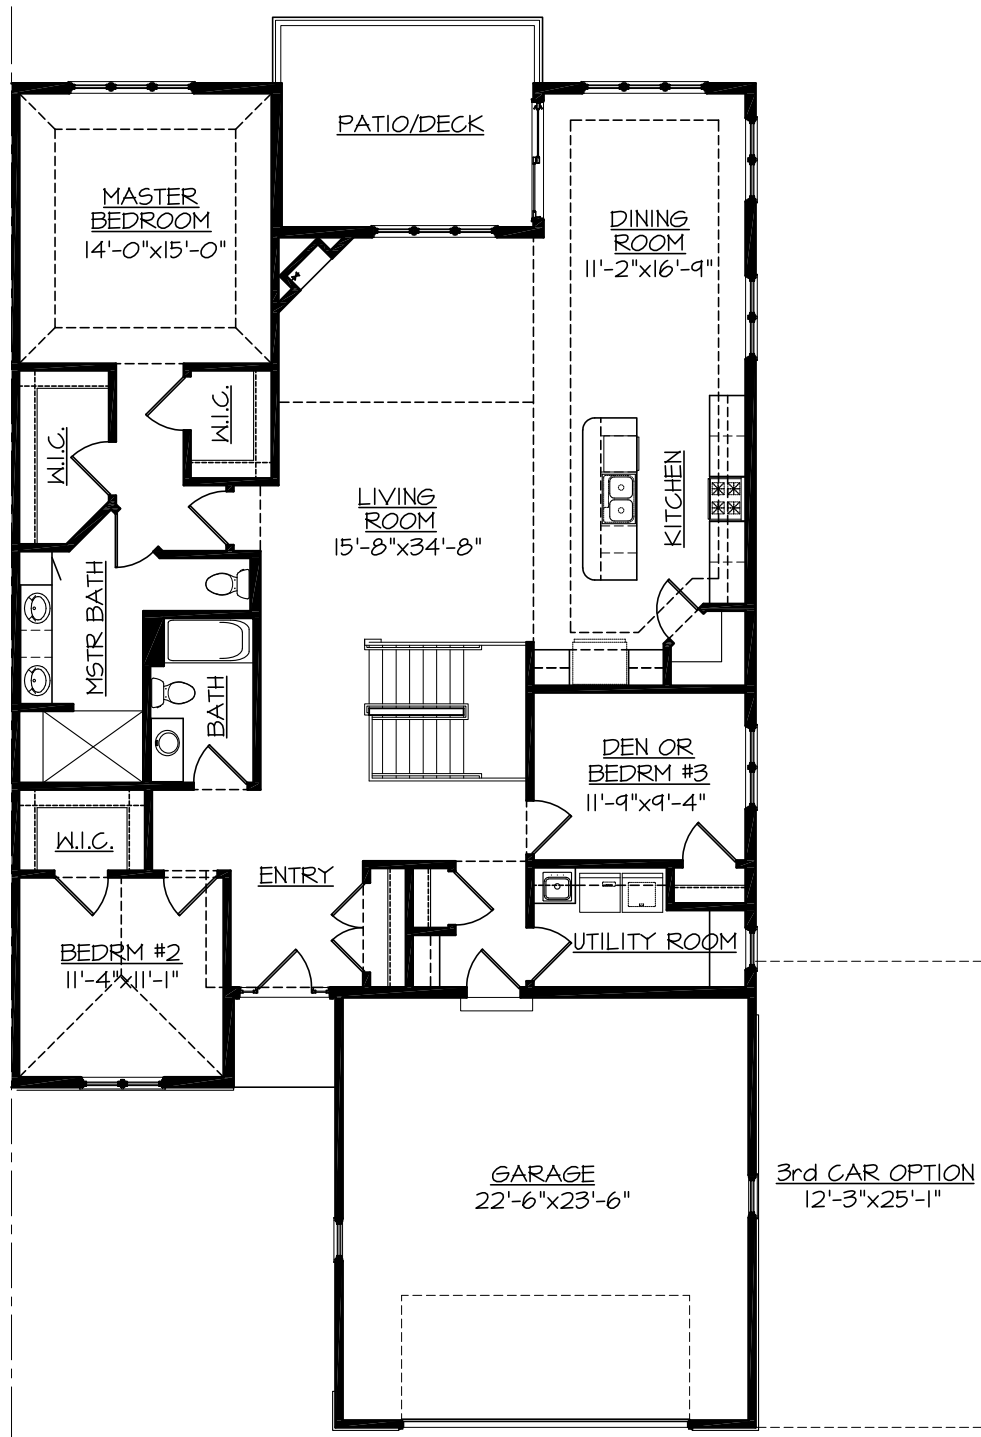 PATIO/DECK
MASTER
BEDROOM
14'-0"x15'-0"
DINING
ROOM
11'-2"x16'-9"
W.I.C.
W.I.C.
KITCHEN
LIVING
ROOM
15'-8"x34'-8"
MSTR BATH
BATH
DEN OR
BEDRM #3
11'-9"x9'-4"
W.I.C.
ENTRY
BEDRM #2
11'-4"x11'-1"
UTILITY ROOM
GARAGE
22'-6"x23'-6"
3rd CAR OPTION
12'-3"x25'-1"